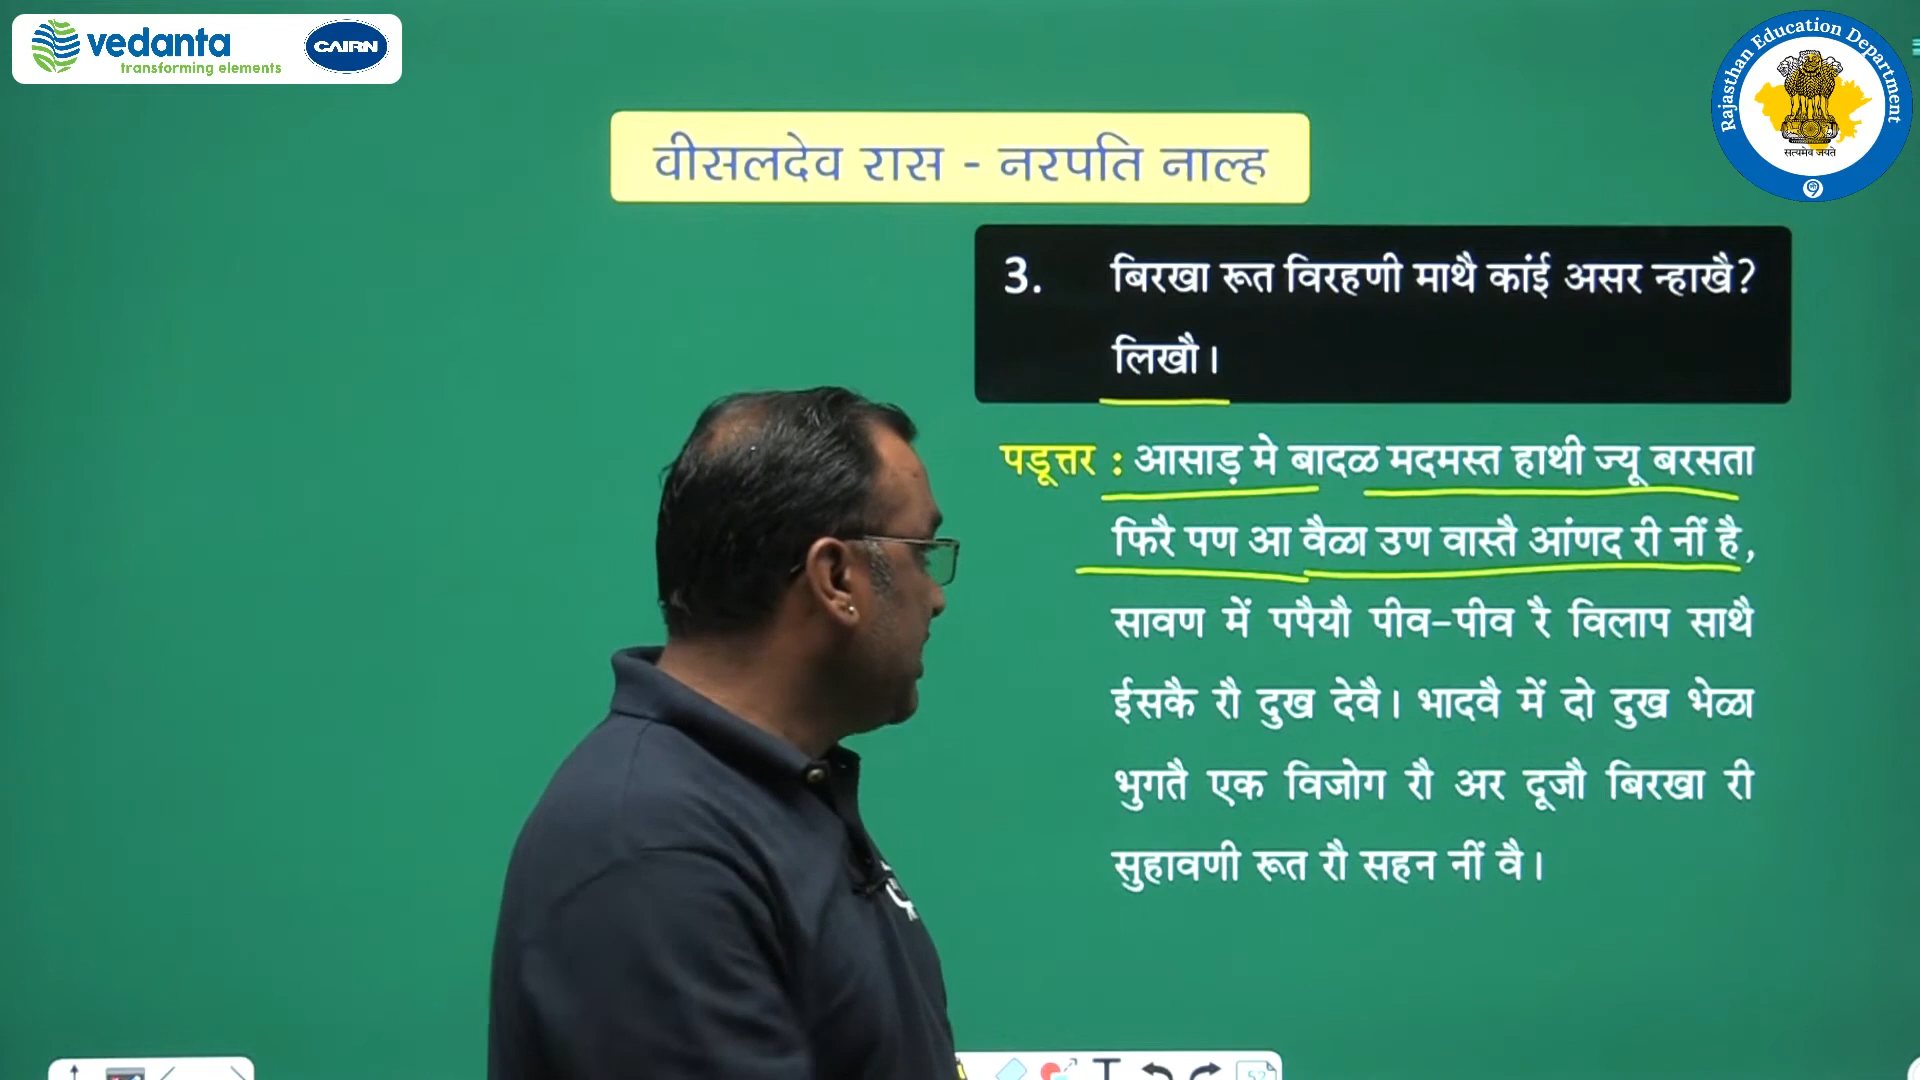 vedanta
transforming elements
CAIRN
Rajasthan Education Department
सत्यमेव जयते
वीसलदेव रास - नरपति नाल्ह
3. बिरखा रूत विरहणी माथै कांई असर न्हाखै?
लिखौ।
पडूत्तर : आसाड़ मे बादळ मदमस्त हाथी ज्यू बरसता
फिरै पण आ वैळा उण वास्तै आंणद री नीं है,
सावण में पपैयौ पीव-पीव रै विलाप साथै
ईसकै रौ दुख देवै। भादवै में दो दुख भेळा
भुगतै एक विजोग रौ अर दूजौ बिरखा री
सुहावणी रूत रौ सहन नीं वै।
52